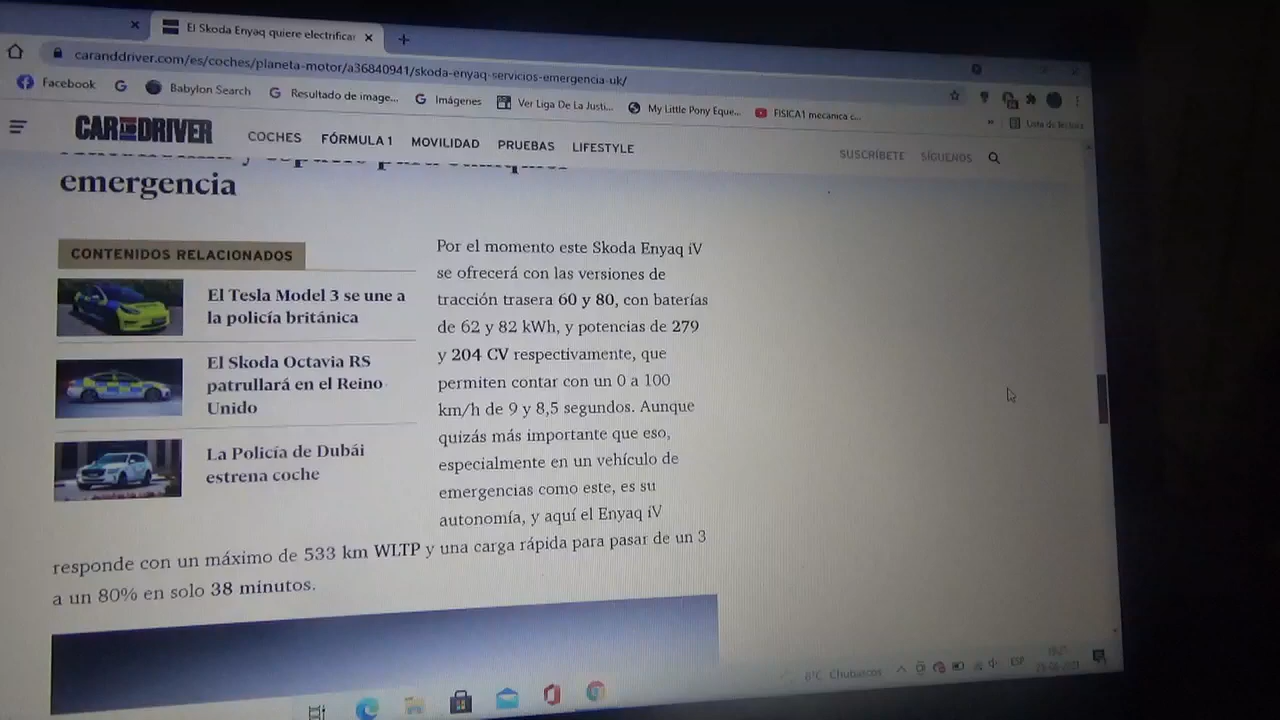 El Skoda Enyaq quiere electrificar
caranddriver.com/es/coches/planeta-motor/a36840941/skoda-enyaq-servicios-emergencia-uk/
Facebook
Babylon Search
Resultado de image...
Imágenes
Ver Liga De La Justi...
My Little Pony Eque...
FISICA1 mecanica c...
»
Lista de lectura
CAR AND DRIVER
COCHES
FÓRMULA 1
MOVILIDAD
PRUEBAS
LIFESTYLE
SUSCRÍBETE
SÍGUENOS
emergencia
CONTENIDOS RELACIONADOS
El Tesla Model 3 se une a
la policía británica
El Skoda Octavia RS
patrullará en el Reino
Unido
La Policía de Dubái
estrena coche
Por el momento este Skoda Enyaq iV
se ofrecerá con las versiones de
tracción trasera 60 y 80, con baterías
de 62 y 82 kWh, y potencias de 279
y 204 CV respectivamente, que
permiten contar con un 0 a 100
km/h de 9 y 8,5 segundos. Aunque
quizás más importante que eso,
especialmente en un vehículo de
emergencias como este, es su
autonomía, y aquí el Enyaq iV
responde con un máximo de 533 km WLTP y una carga rápida para pasar de un 3
a un 80% en solo 38 minutos.
8°C Chubascos
ESP